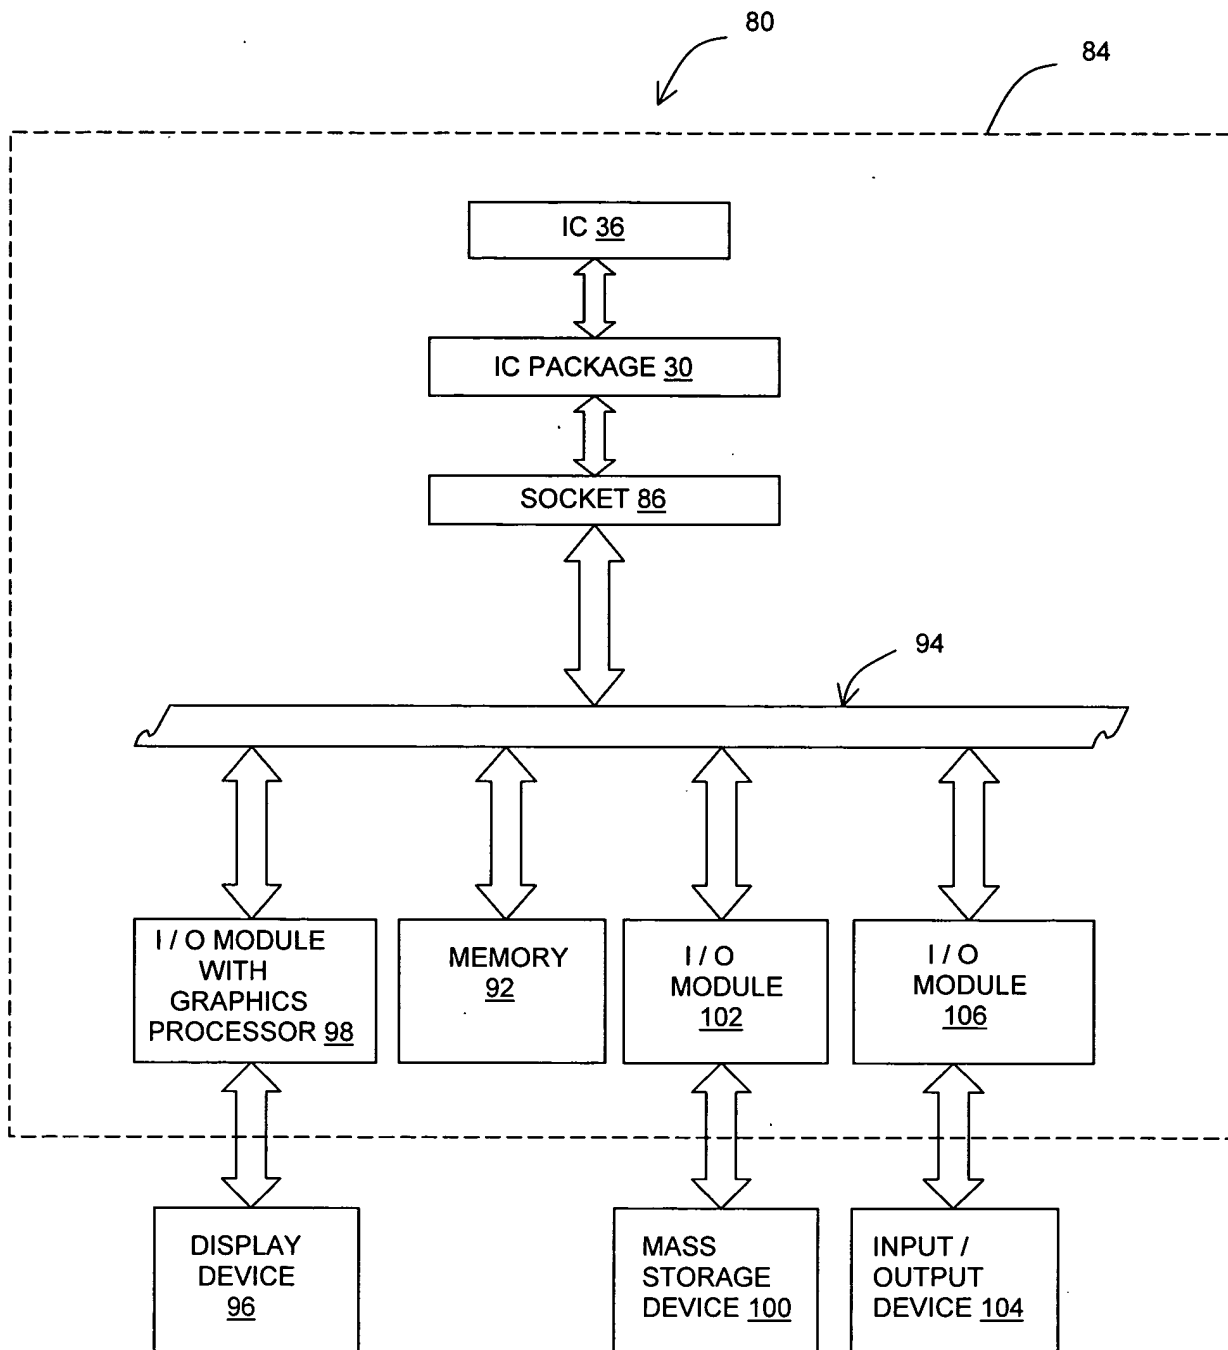 80
84
IC 36
IC PACKAGE 30
SOCKET 86
94
I / O MODULE
WITH
GRAPHICS
PROCESSOR 98
MEMORY
92
I / O
MODULE
102
I / O
MODULE
106
DISPLAY
DEVICE
96
MASS
STORAGE
DEVICE 100
INPUT /
OUTPUT
DEVICE 104